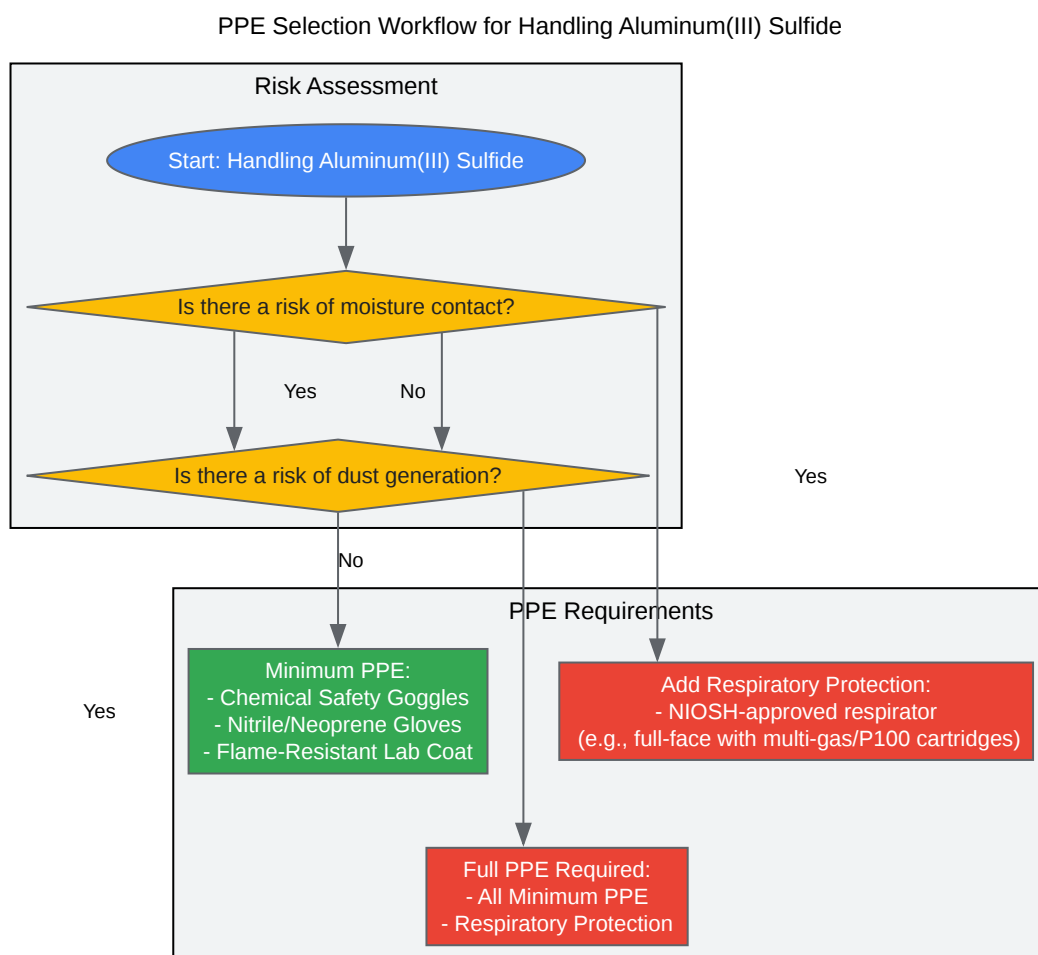 PPE Selection Workflow for Handling Aluminum(III) Sulfide
Risk Assessment
Start: Handling Aluminum(III) Sulfide
Is there a risk of moisture contact?
Yes
No
Is there a risk of dust generation?
Yes
No
PPE Requirements
Minimum PPE:
- Chemical Safety Goggles
- Nitrile/Neoprene Gloves
- Flame-Resistant Lab Coat
Add Respiratory Protection:
- NIOSH-approved respirator
(e.g., full-face with multi-gas/P100 cartridges)
Yes
Full PPE Required:
- All Minimum PPE
- Respiratory Protection